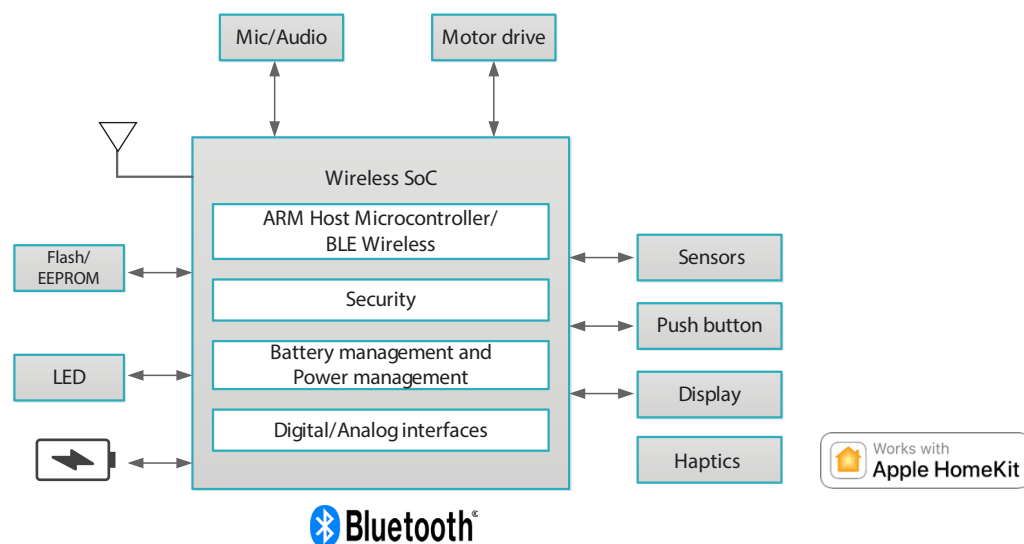 Mic/Audio
Motor drive
Wireless SoC
ARM Host Microcontroller/
BLE Wireless
Flash/
EEPROM
Sensors
Security
Push button
Battery management and
Power management
LED
Display
Digital/Analog interfaces
Haptics
Works with
Apple HomeKit
Bluetooth®